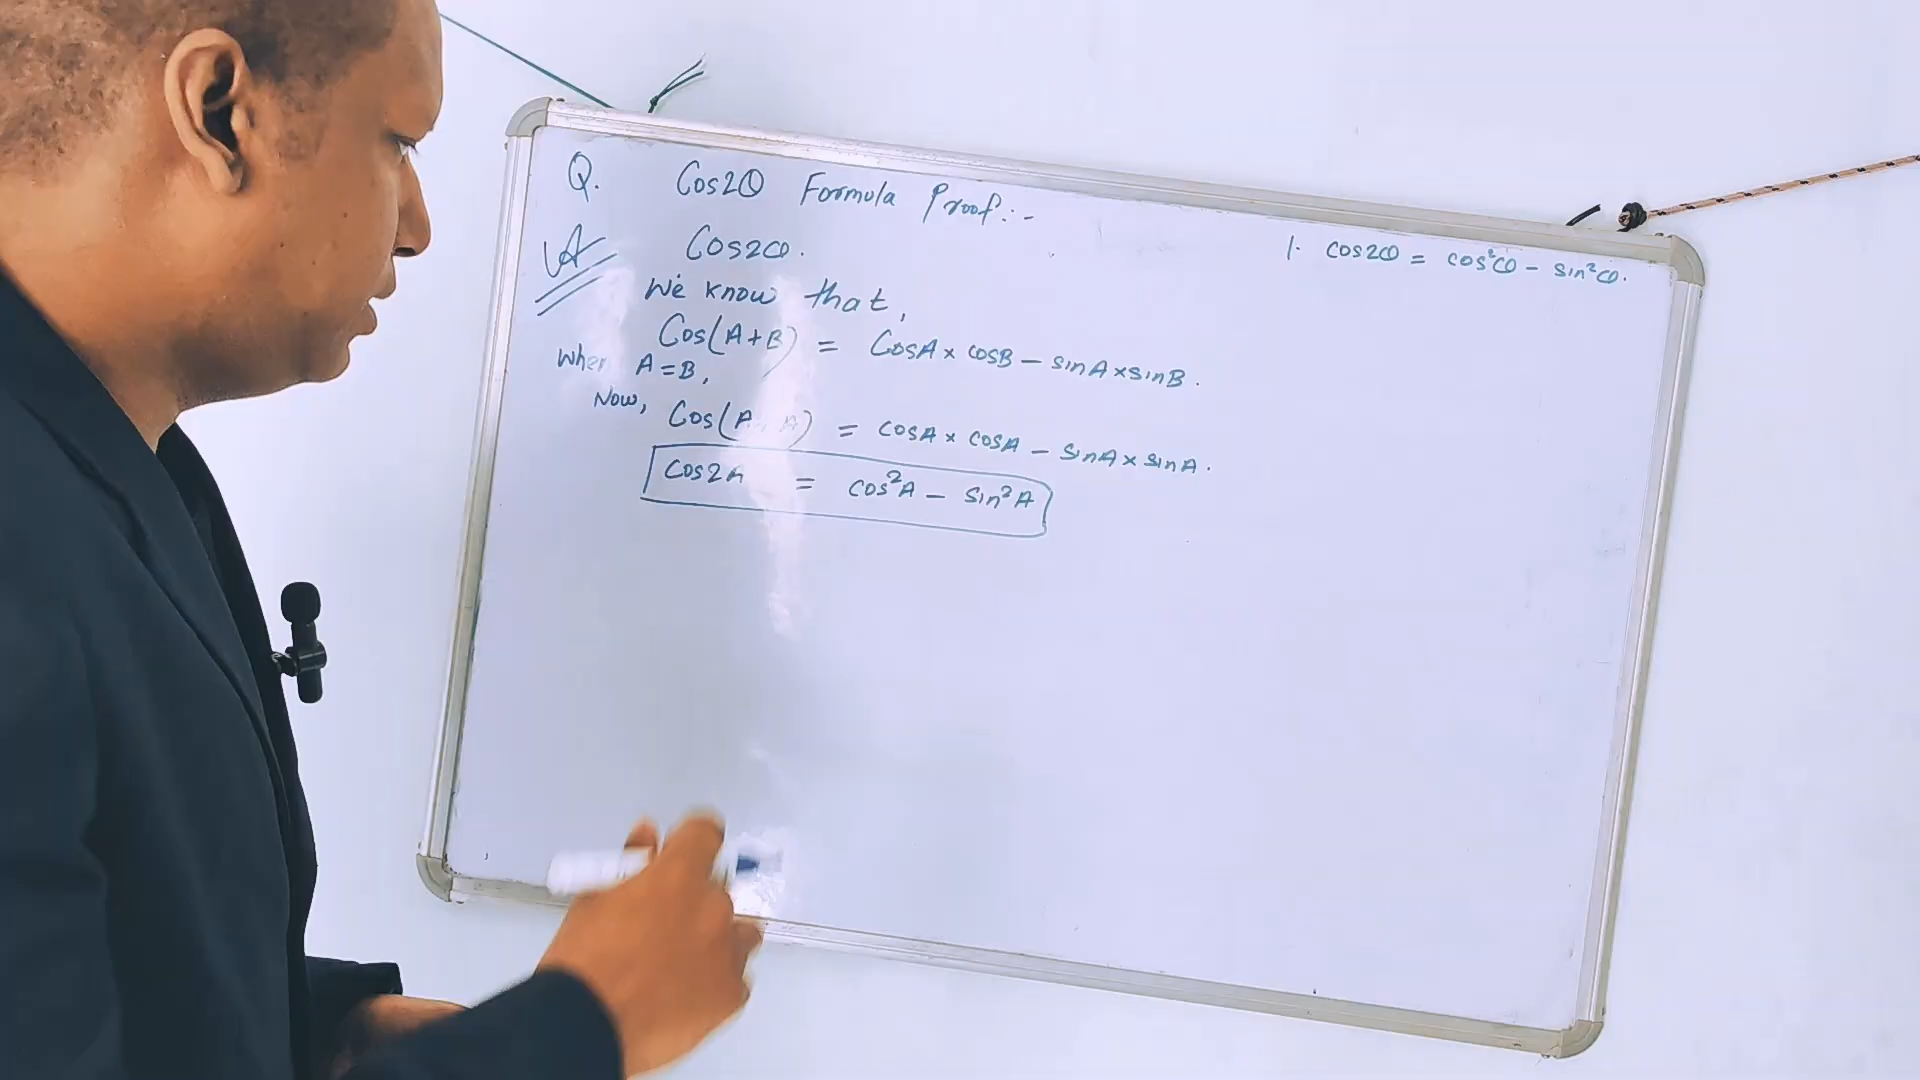 Q. Cos2θ Formula Proof:-
A Cos2θ.
1. cos2θ = cos²θ - sin²θ.
We know that,
Cos(A+B) = CosA × cosB - sinA × sinB.
When A=B,
Now, Cos(A+A) = cosA × cosA - sinA × sinA.
Cos2A = cos²A - sin²A